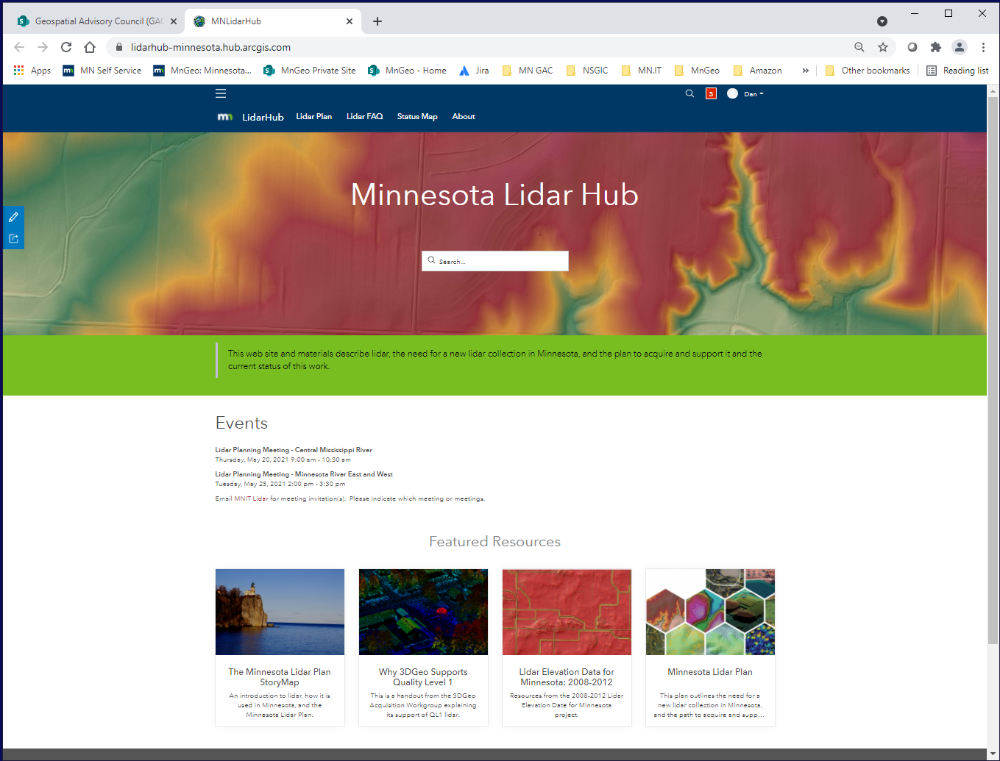 Geospatial Advisory Council (GAC
MNLidarHub
lidarhub-minnesota.hub.arcgis.com
Apps
MN Self Service
MnGeo: Minnesota...
MnGeo Private Site
MnGeo - Home
Jira
MN GAC
NSGIC
MN.IT
MnGeo
Amazon
»
Other bookmarks
Reading list
S
Dan
mn LidarHub
Lidar Plan
Lidar FAQ
Status Map
About
Minnesota Lidar Hub
Search...
This web site and materials describe lidar, the need for a new lidar collection in Minnesota, and the plan to acquire and support it and the
current status of this work.
Events
Lidar Planning Meeting - Central Mississippi River
Thursday, May 20, 2021 9:00 am - 10:30 am
Lidar Planning Meeting - Minnesota River East and West
Tuesday, May 25, 2021 2:00 pm - 3:30 pm
Email MNIT Lidar for meeting invitation(s). Please indicate which meeting or meetings.
Featured Resources
The Minnesota Lidar Plan
StoryMap
An introduction to lidar, how it is
used in Minnesota, and the
Minnesota Lidar Plan.
Why 3DGeo Supports
Quality Level 1
This is a handout from the 3DGeo
Acquisition Workgroup explaining
its support of QL1 lidar.
Lidar Elevation Data for
Minnesota: 2008-2012
Resources from the 2008-2012 Lidar
Elevation Date for Minnesota
project.
Minnesota Lidar Plan
This plan outlines the need for a
new lidar collection in Minnesota,
and the path to acquire and supp...